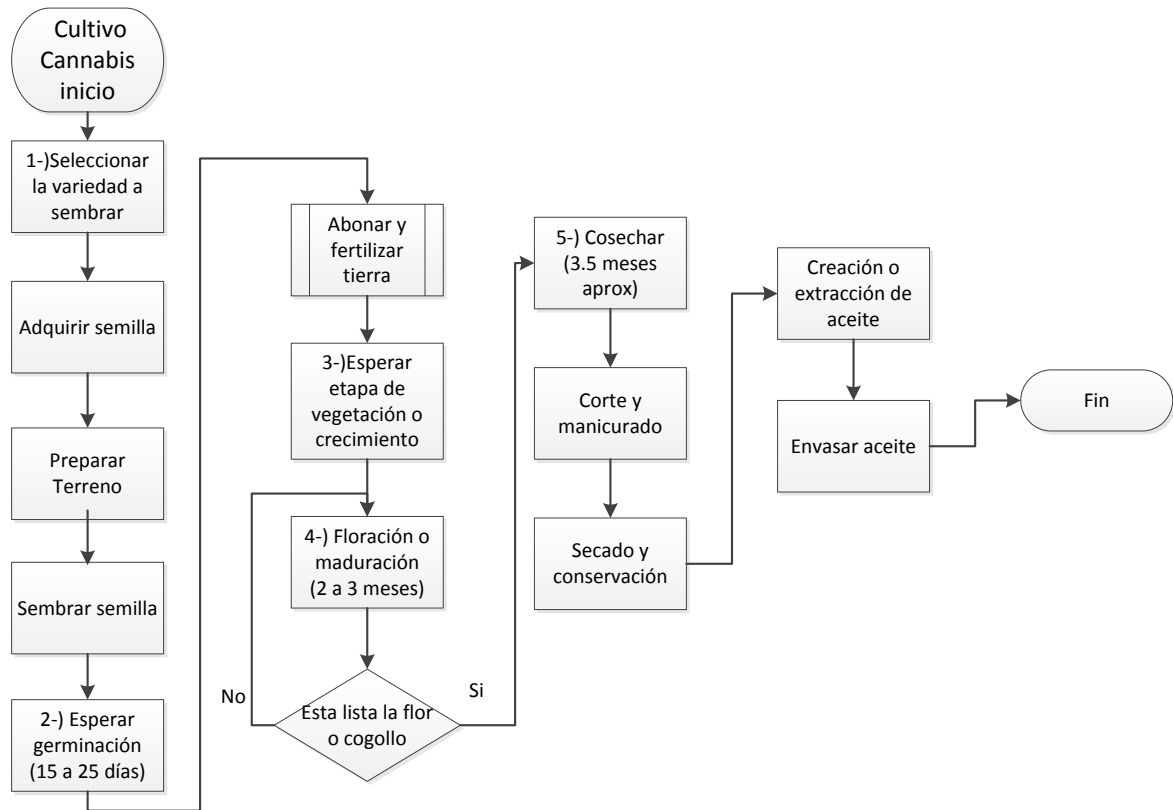 Cultivo
Cannabis
inicio
1-)Seleccionar
la variedad a
sembrar
Adquirir semilla
Preparar
Terreno
Sembrar semilla
2-) Esperar
germinación
(15 a 25 días)
Abonar y
fertilizar
tierra
3-)Esperar
etapa de
vegetación o
crecimiento
4-) Floración o
maduración
(2 a 3 meses)
Esta lista la flor
o cogollo
No
Si
5-) Cosechar
(3.5 meses
aprox)
Corte y
manicurado
Secado y
conservación
Creación o
extracción de
aceite
Envasar aceite
Fin